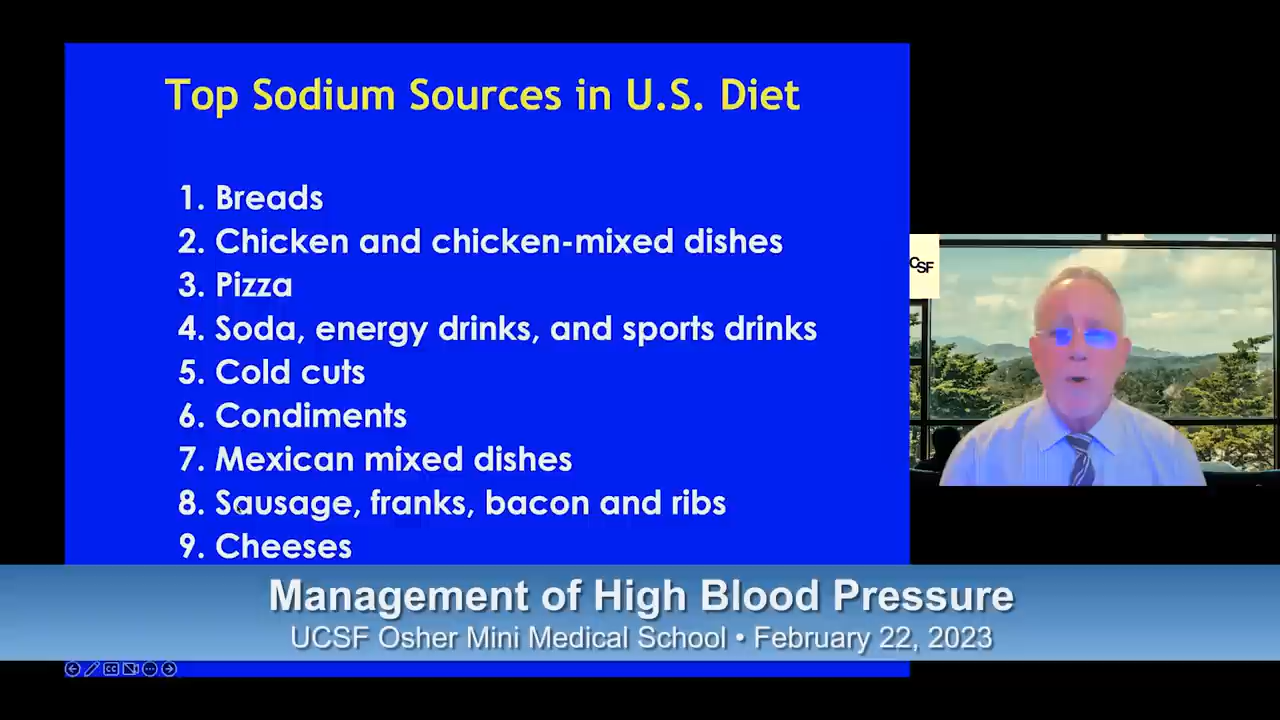 Top Sodium Sources in U.S. Diet
1. Breads
2. Chicken and chicken-mixed dishes
3. Pizza
4. Soda, energy drinks, and sports drinks
5. Cold cuts
6. Condiments
7. Mexican mixed dishes
8. Sausage, franks, bacon and ribs
9. Cheeses
CSF
Management of High Blood Pressure
UCSF Osher Mini Medical School • February 22, 2023